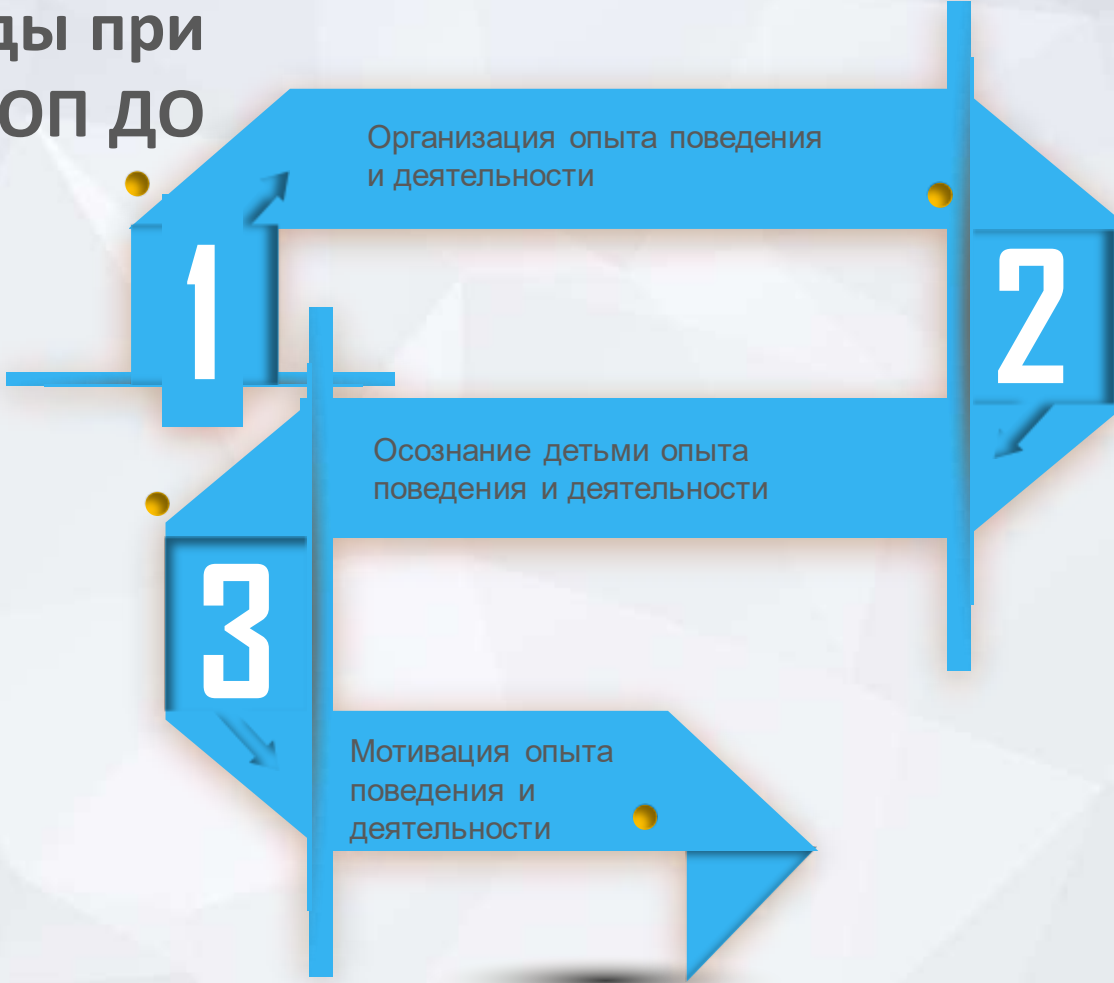 ды при
ОП ДО
Организация опыта поведения
и деятельности
1
2
Осознание детьми опыта
поведения и деятельности
3
Мотивация опыта
поведения и
деятельности